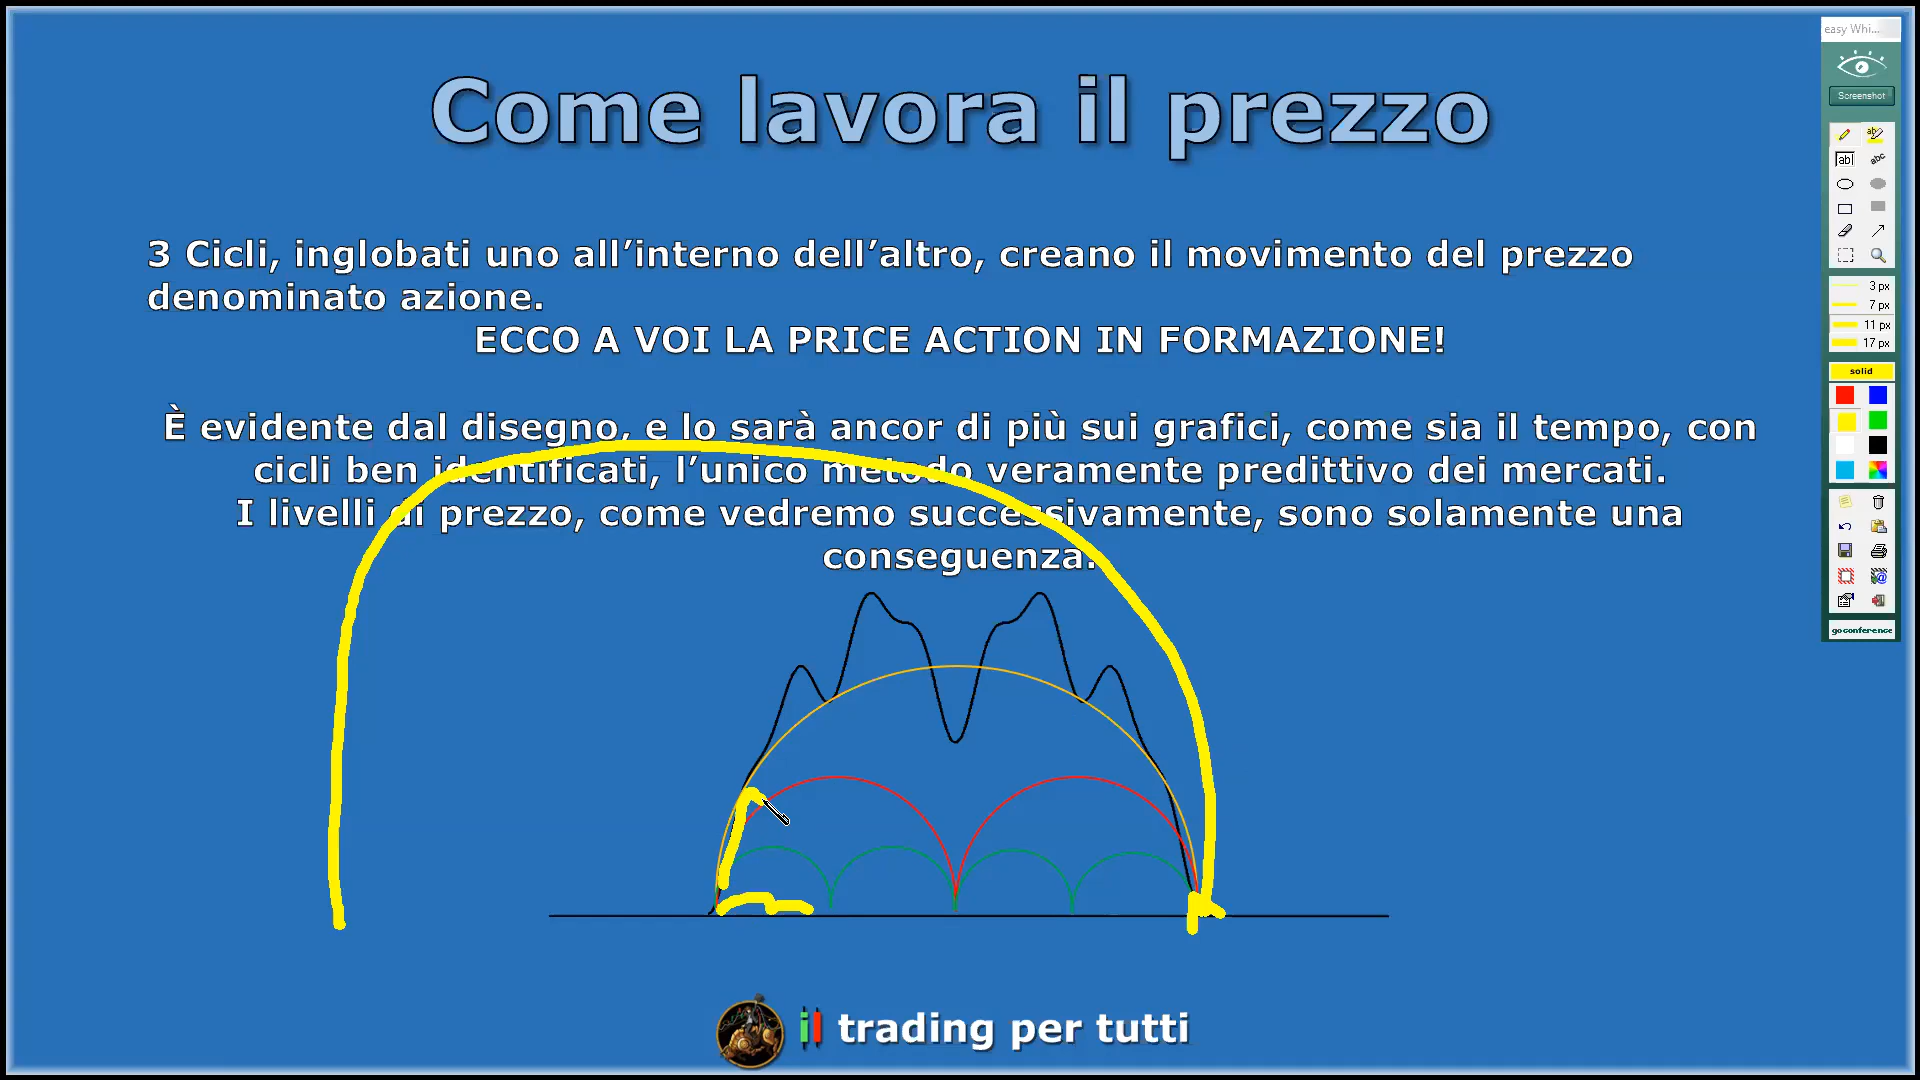 Come lavora il prezzo
easy Whi...
Screenshot
3 Cicli, inglobati uno all’interno dell’altro, creano il movimento del prezzo
denominato azione.
ECCO A VOI LA PRICE ACTION IN FORMAZIONE!
È evidente dal disegno, e lo sarà ancor di più sui grafici, come sia il tempo, con
cicli ben identificati, l’unico metodo veramente predittivo dei mercati.
I livelli di prezzo, come vedremo successivamente, sono solamente una
conseguenza.
ab
ab
abc
3 px
7 px
11 px
17 px
solid
goconference
il trading per tutti